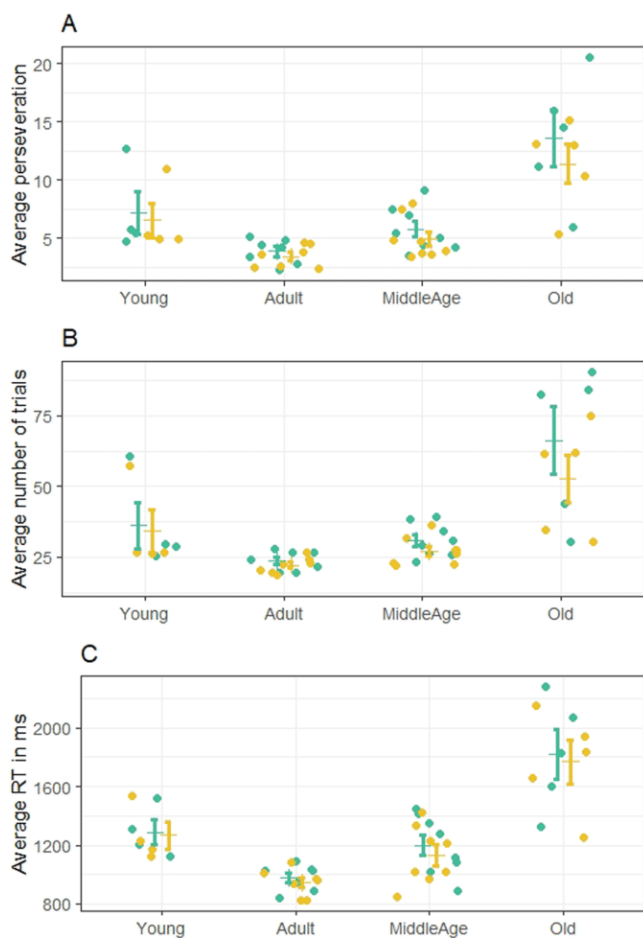 A
Average perseveration
20
15
10
5
Young Adult MiddleAge Old
B
Average number of trials
75
50
25
Young Adult MiddleAge Old
C
Average RT in ms
2000
1600
1200
800
Young Adult MiddleAge Old